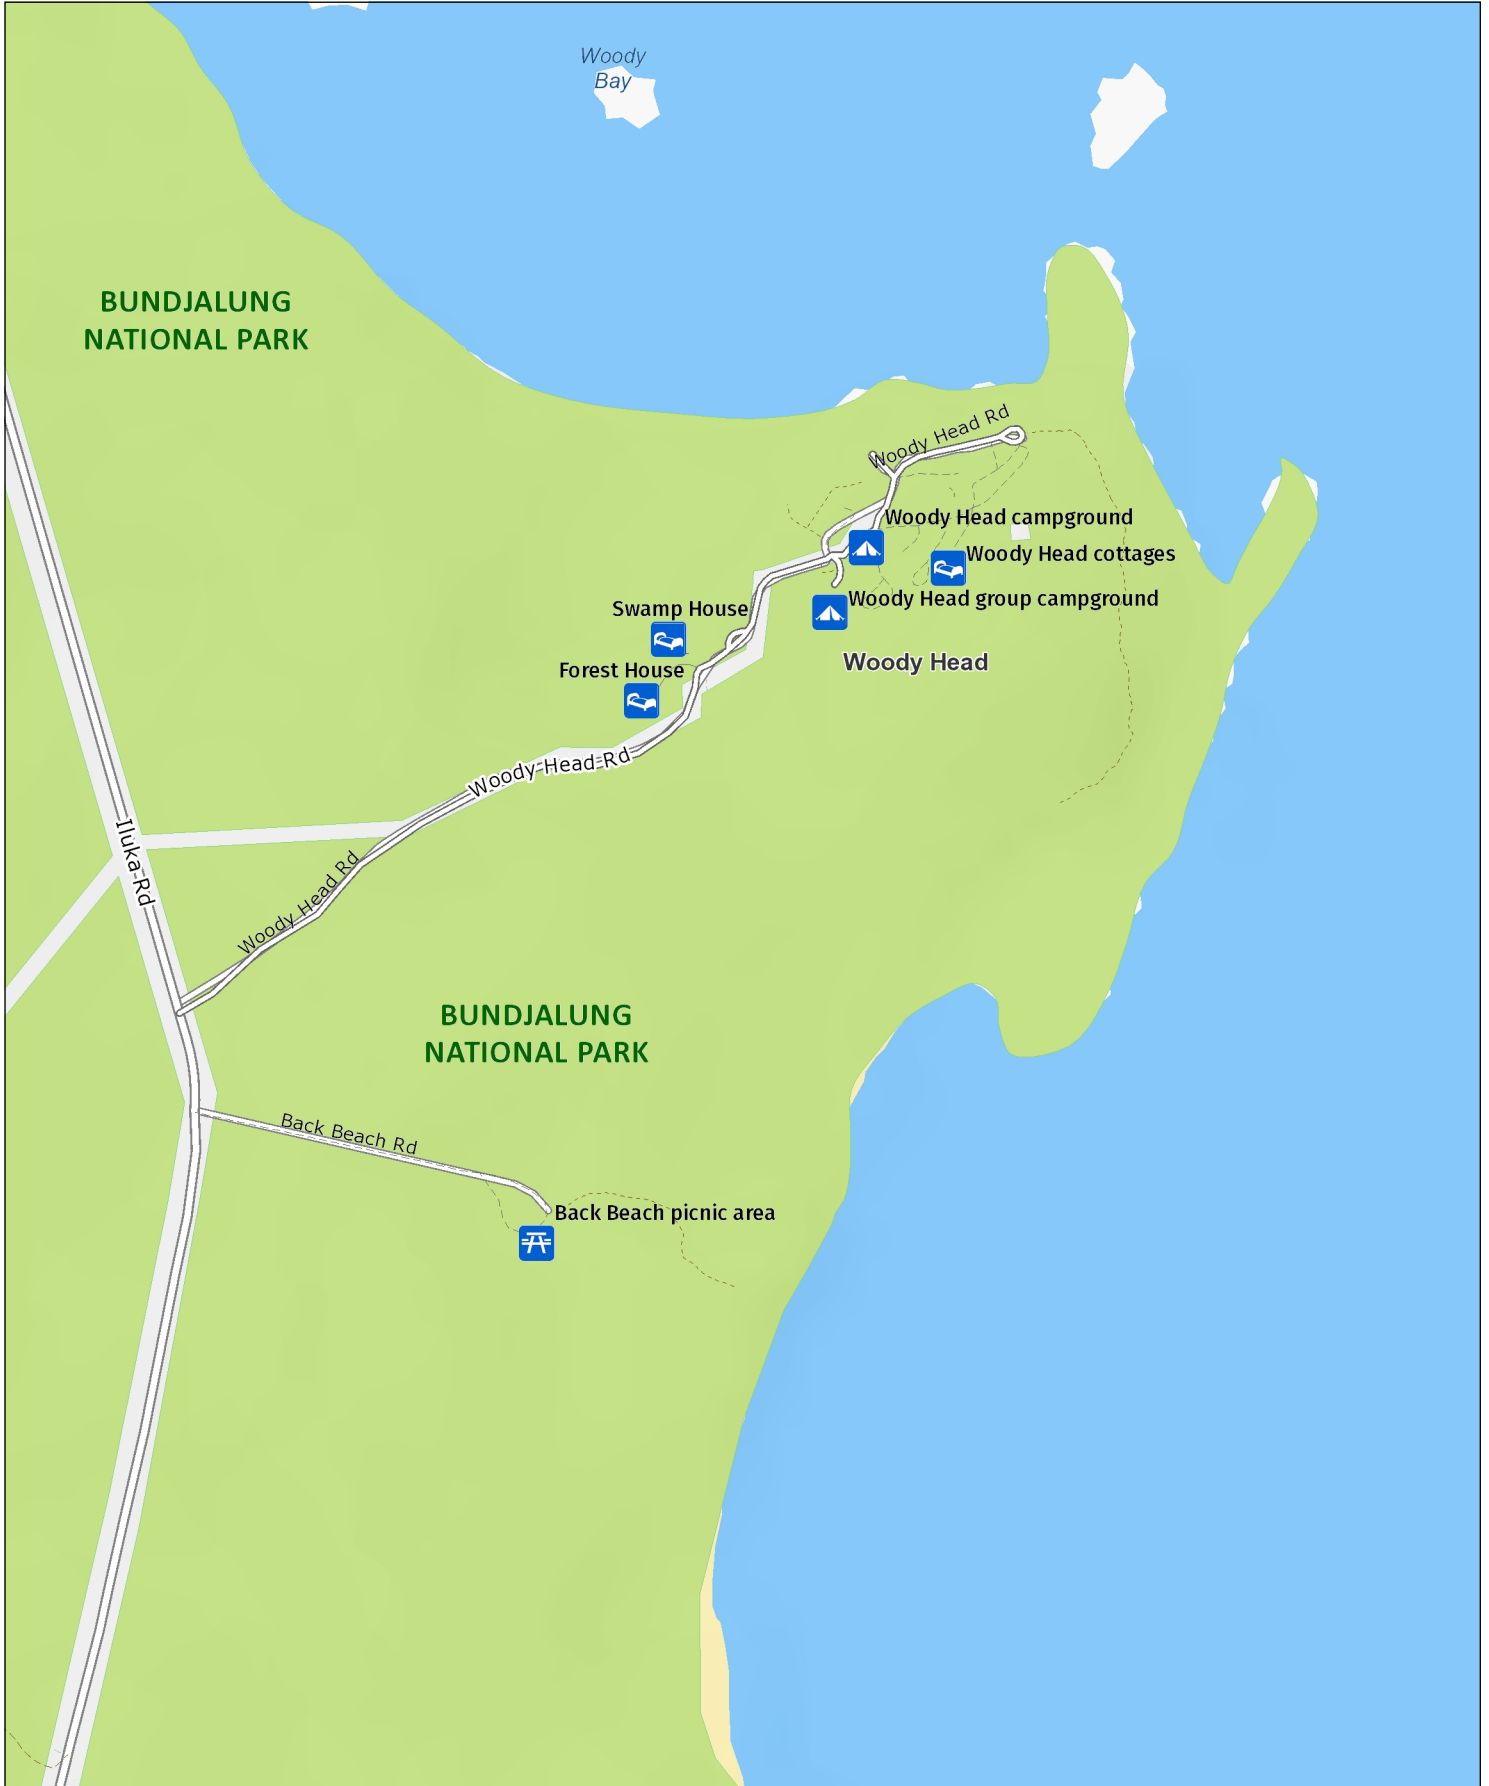 Woody
Bay
BUNDJALUNG
NATIONAL PARK
Woody Head Rd
Woody Head campground
Woody Head cottages
Woody Head group campground
Swamp House
Woody Head
Forest House
Woody Head Rd
Iluka Rd
Woody Head Rd
BUNDJALUNG
NATIONAL PARK
Back Beach Rd
Back Beach picnic area